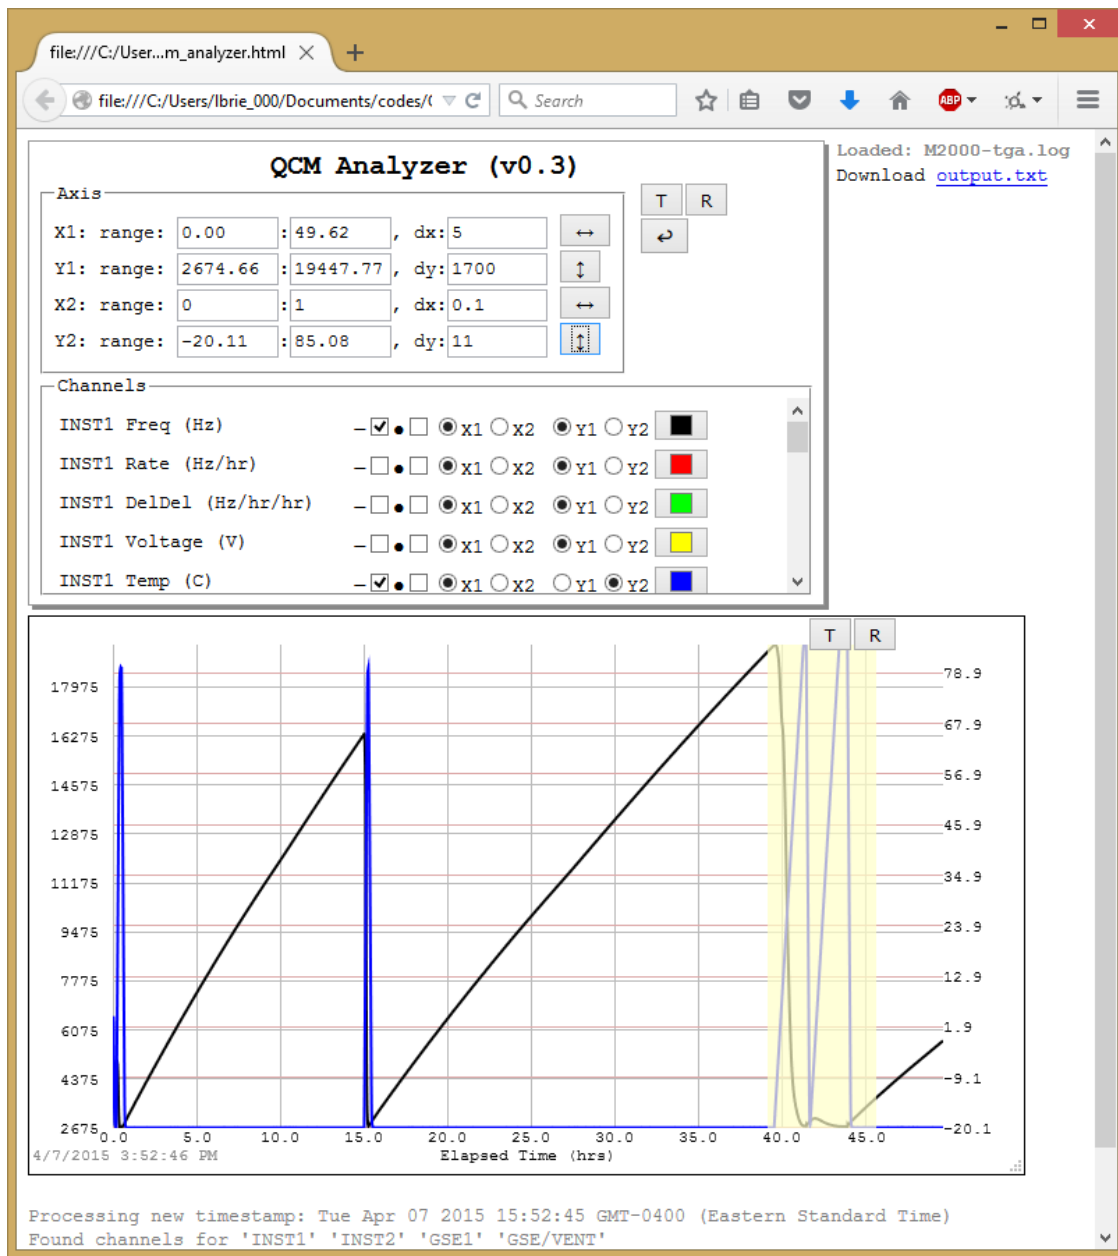 file:///C:/User...m_analyzer.html
file:///C:/Users/lbrie_000/Documents/codes/(
Search
ABP
QCM Analyzer (v0.3)
Loaded: M2000-tga.log
Download output.txt
Axis
T R
X1: range: 0.00 : 49.62 , dx: 5 ↔
↵
Y1: range: 2674.66 : 19447.77 , dy: 1700 ↕
X2: range: 0 : 1 , dx: 0.1 ↔
Y2: range: -20.11 : 85.08 , dy: 11 ↕
Channels
INST1 Freq (Hz) X1 X2 Y1 Y2
INST1 Rate (Hz/hr) X1 X2 Y1 Y2
INST1 DelDel (Hz/hr/hr) X1 X2 Y1 Y2
INST1 Voltage (V) X1 X2 Y1 Y2
INST1 Temp (C) X1 X2 Y1 Y2
T R
17975 78.9
16275 67.9
14575 56.9
12875 45.9
11175 34.9
9475 23.9
7775 12.9
6075 1.9
4375 -9.1
2675 -20.1
0.0 5.0 10.0 15.0 20.0 25.0 30.0 35.0 40.0 45.0
4/7/2015 3:52:46 PM Elapsed Time (hrs)
Processing new timestamp: Tue Apr 07 2015 15:52:45 GMT-0400 (Eastern Standard Time)
Found channels for 'INST1' 'INST2' 'GSE1' 'GSE/VENT'